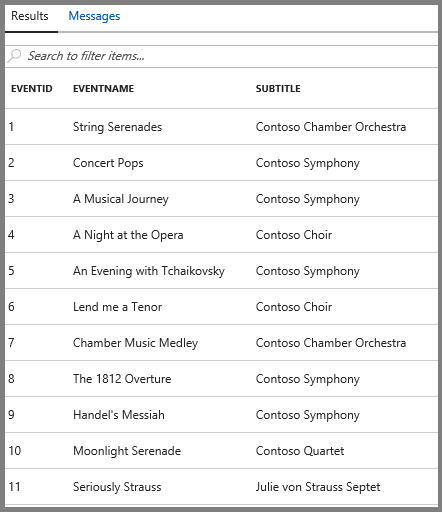 Results Messages
Search to filter items...
EVENTID EVENTNAME SUBTITLE
1 String Serenades Contoso Chamber Orchestra
2 Concert Pops Contoso Symphony
3 A Musical Journey Contoso Symphony
4 A Night at the Opera Contoso Choir
5 An Evening with Tchaikovsky Contoso Symphony
6 Lend me a Tenor Contoso Choir
7 Chamber Music Medley Contoso Chamber Orchestra
8 The 1812 Overture Contoso Symphony
9 Handel's Messiah Contoso Symphony
10 Moonlight Serenade Contoso Quartet
11 Seriously Strauss Julie von Strauss Septet